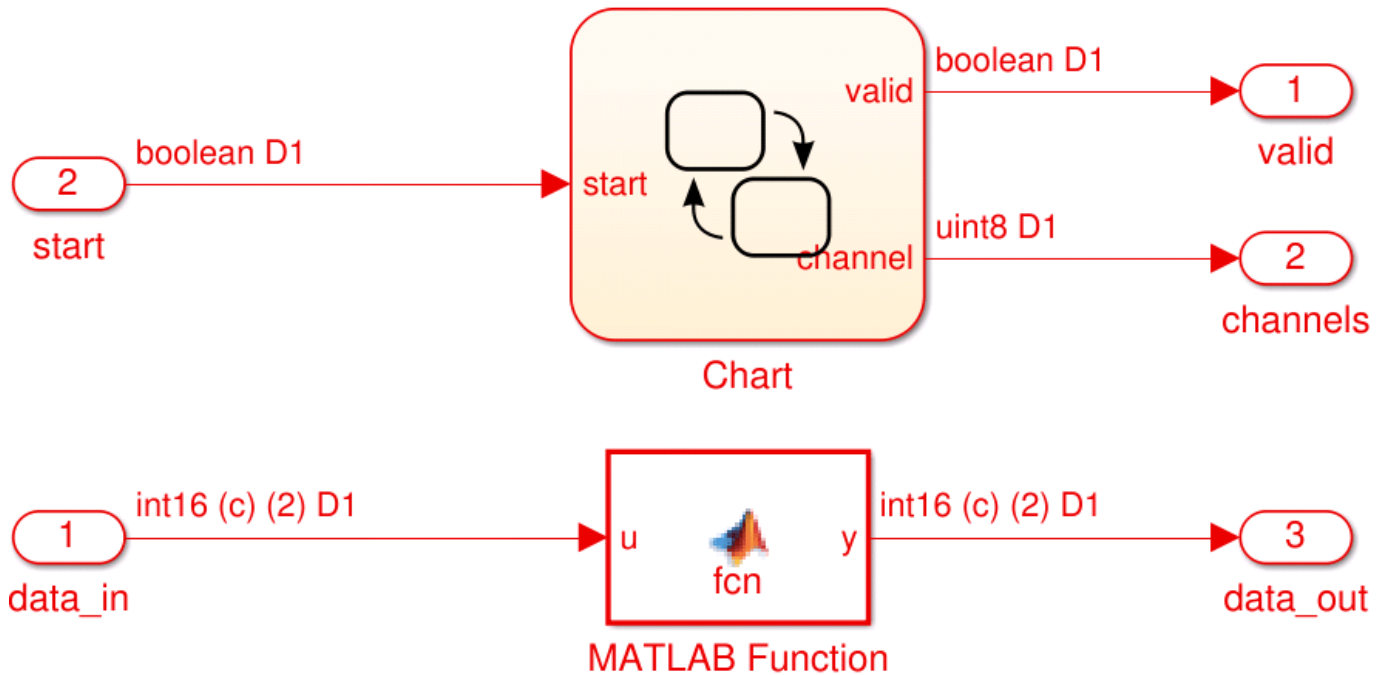 boolean D1
valid
1
valid
boolean D1
2
start
start
uint8 D1
channel
2
channels
Chart
int16 (c) (2) D1
1
data_in
u
fcn
y
MATLAB Function
int16 (c) (2) D1
3
data_out